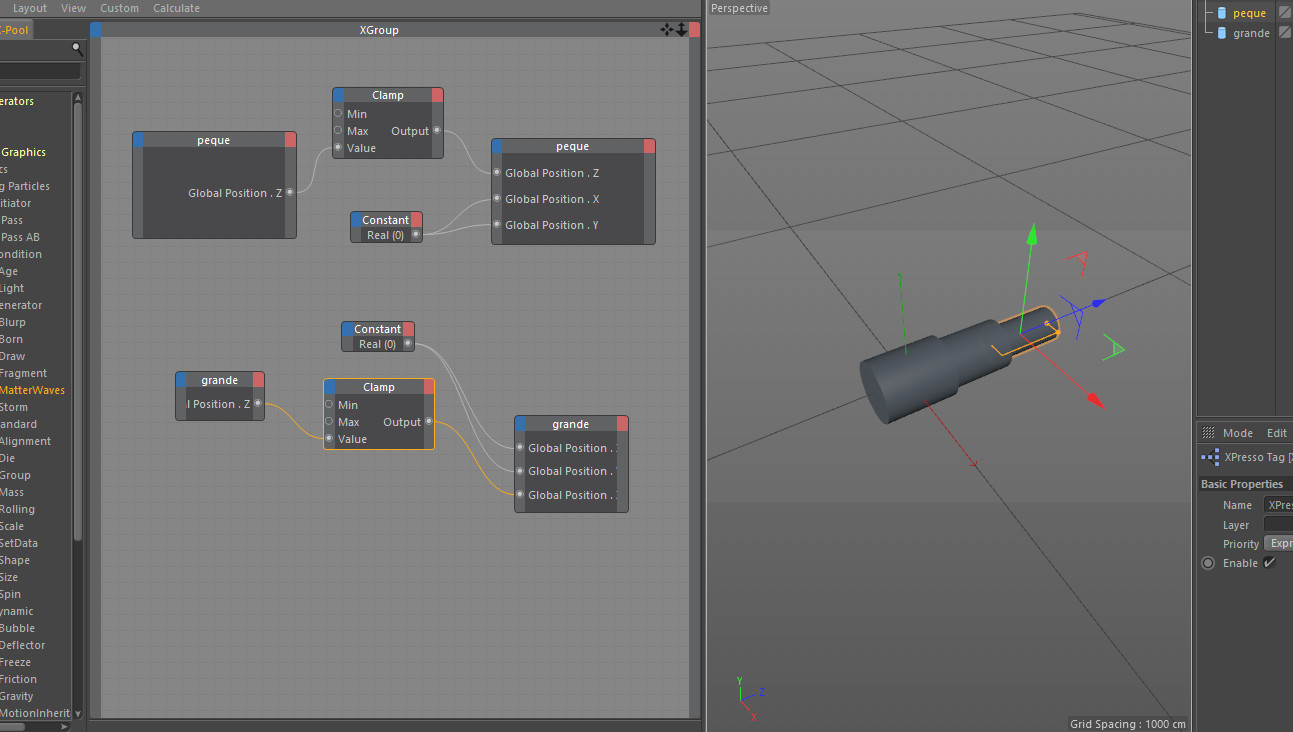 Layout View Custom Calculate
Perspective
XGroup
-Pool
peque
grande
erators
Graphics
cs
g Particles
itiator
Pass
Pass AB
ondition
Age
Light
enerator
Blurp
Born
Draw
Fragment
MatterWaves
Storm
andard
Alignment
Die
Group
Mass
Rolling
Scale
SetData
Shape
Size
Spin
ynamic
Bubble
Deflector
Freeze
Friction
Gravity
MotionInherit
peque
Global Position . Z
Clamp
Min
Max Output
Value
Constant
Real (0)
peque
Global Position . Z
Global Position . X
Global Position . Y
Constant
Real (0)
grande
l Position . Z
Clamp
Min
Max Output
Value
grande
Global Position .
Global Position .
Global Position .
Y
Z
X
Grid Spacing : 1000 cm
Mode Edit
XPresso Tag [
Basic Properties
Name XPres
Layer
Priority Expr
Enable